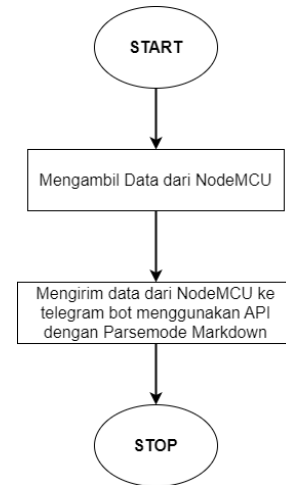 START
Mengambil Data dari NodeMCU
Mengirim data dari NodeMCU ke
telegram bot menggunakan API
dengan Parsemode Markdown
STOP